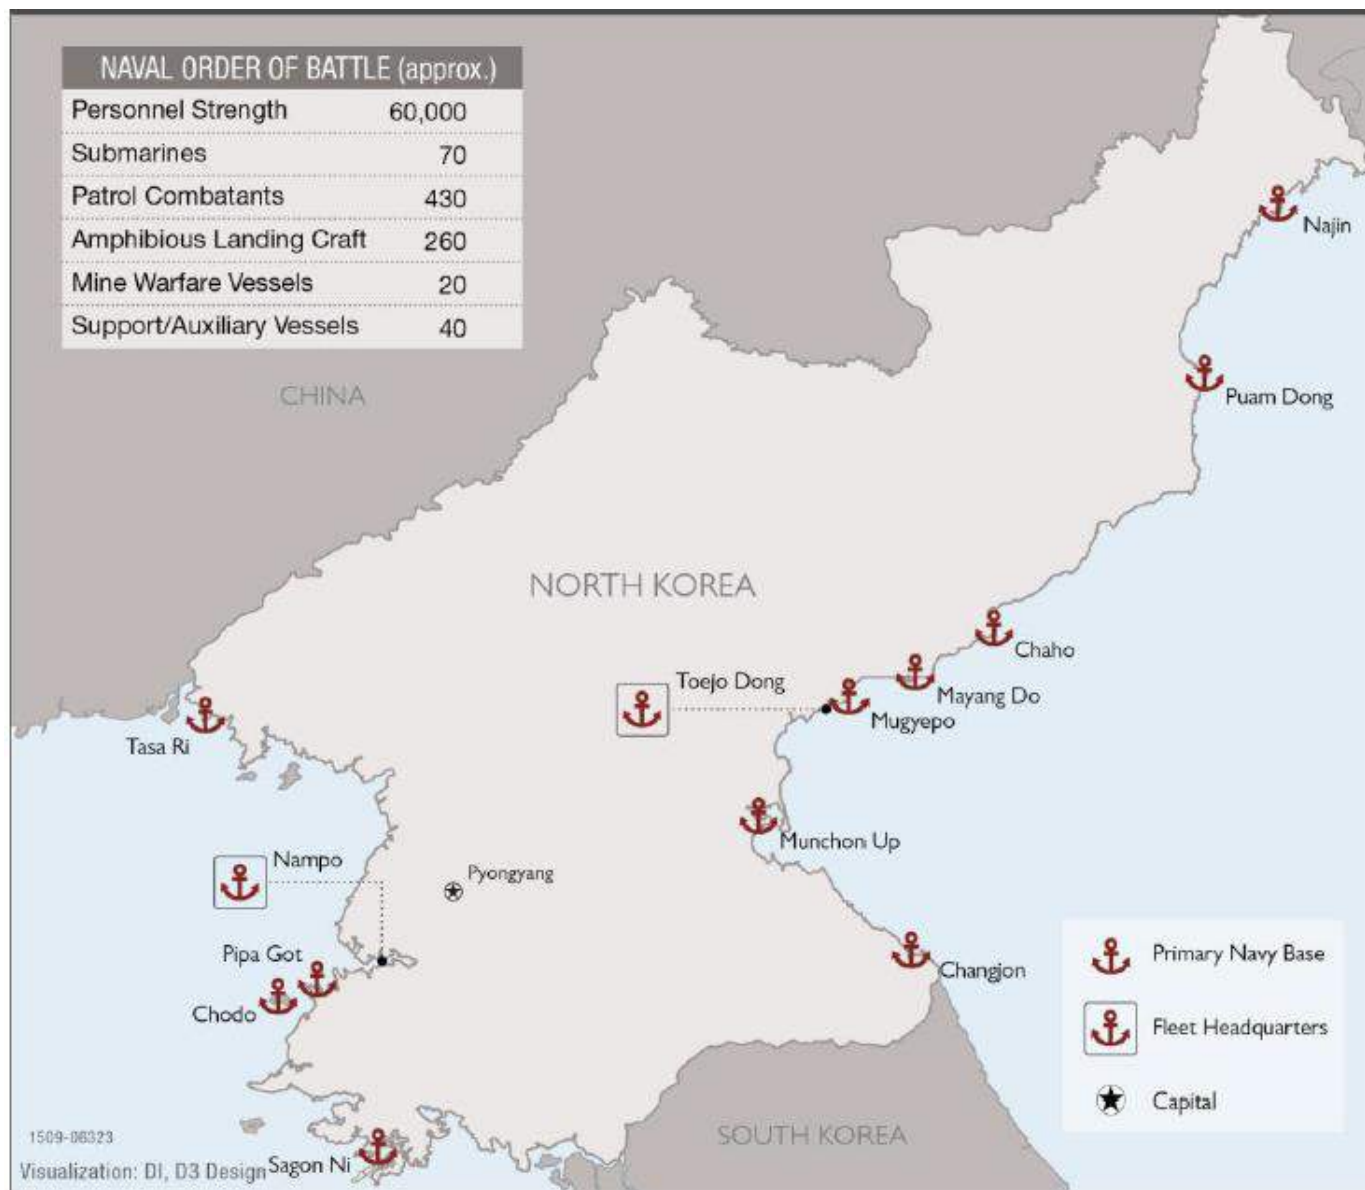 NAVAL ORDER OF BATTLE (approx.)
Personnel Strength 60,000
Submarines 70
Patrol Combatants 430
Amphibious Landing Craft 260
Mine Warfare Vessels 20
Support/Auxiliary Vessels 40
CHINA
Najin
Puam Dong
NORTH KOREA
Chaho
Toejo Dong
Mayang Do
Mugyepo
Tasa Ri
Munchon Up
Nampo
Pyongyang
Pipa Got
Changjon
Chodo
Primary Navy Base
Fleet Headquarters
Capital
SOUTH KOREA
1509-06323
Sagon Ni
Visualization: DI, D3 Design